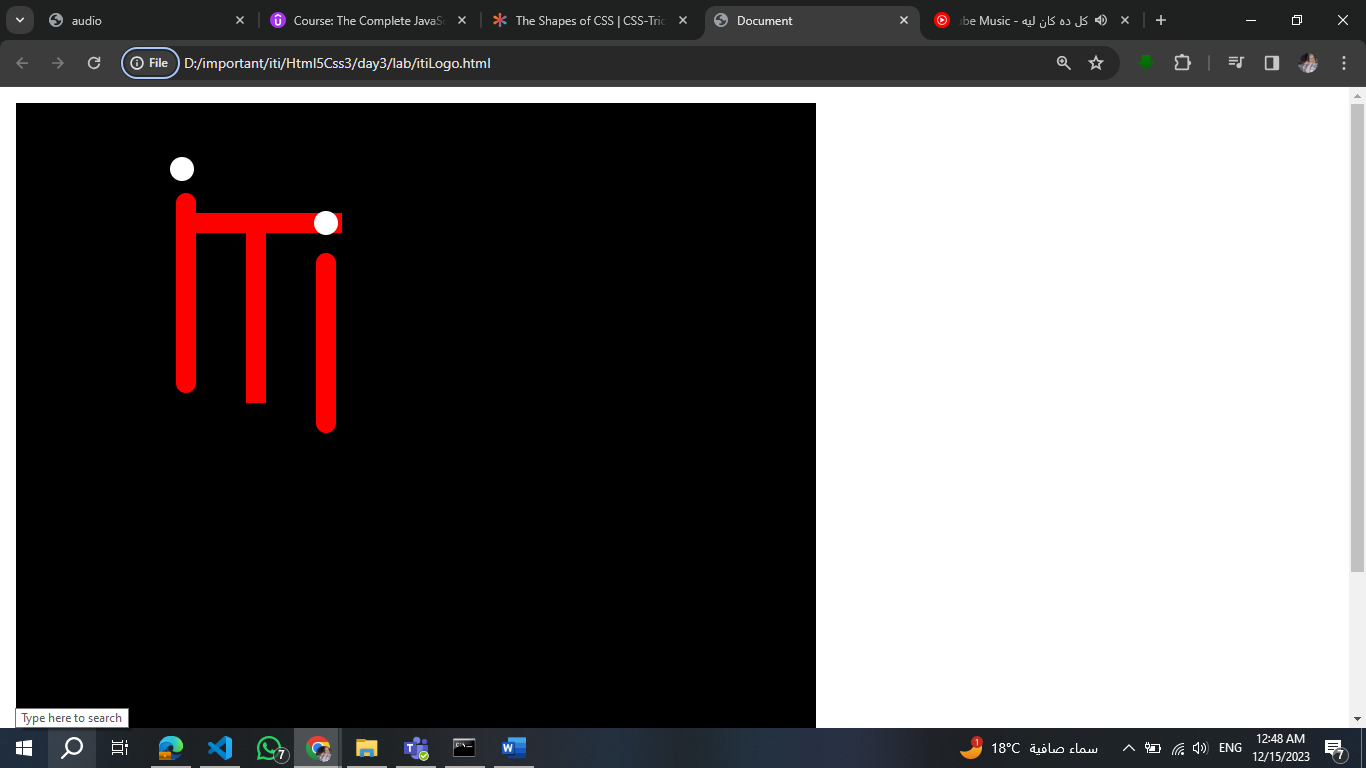 audio
Course: The Complete JavaSc
The Shapes of CSS | CSS-Tric
Document
ube Music - كل ده كان ليه
File
D:/important/iti/Html5Css3/day3/lab/itiLogo.html
iTi
Type here to search
7
1
18°C سماء صافية
ENG
12:48 AM
12/15/2023
7